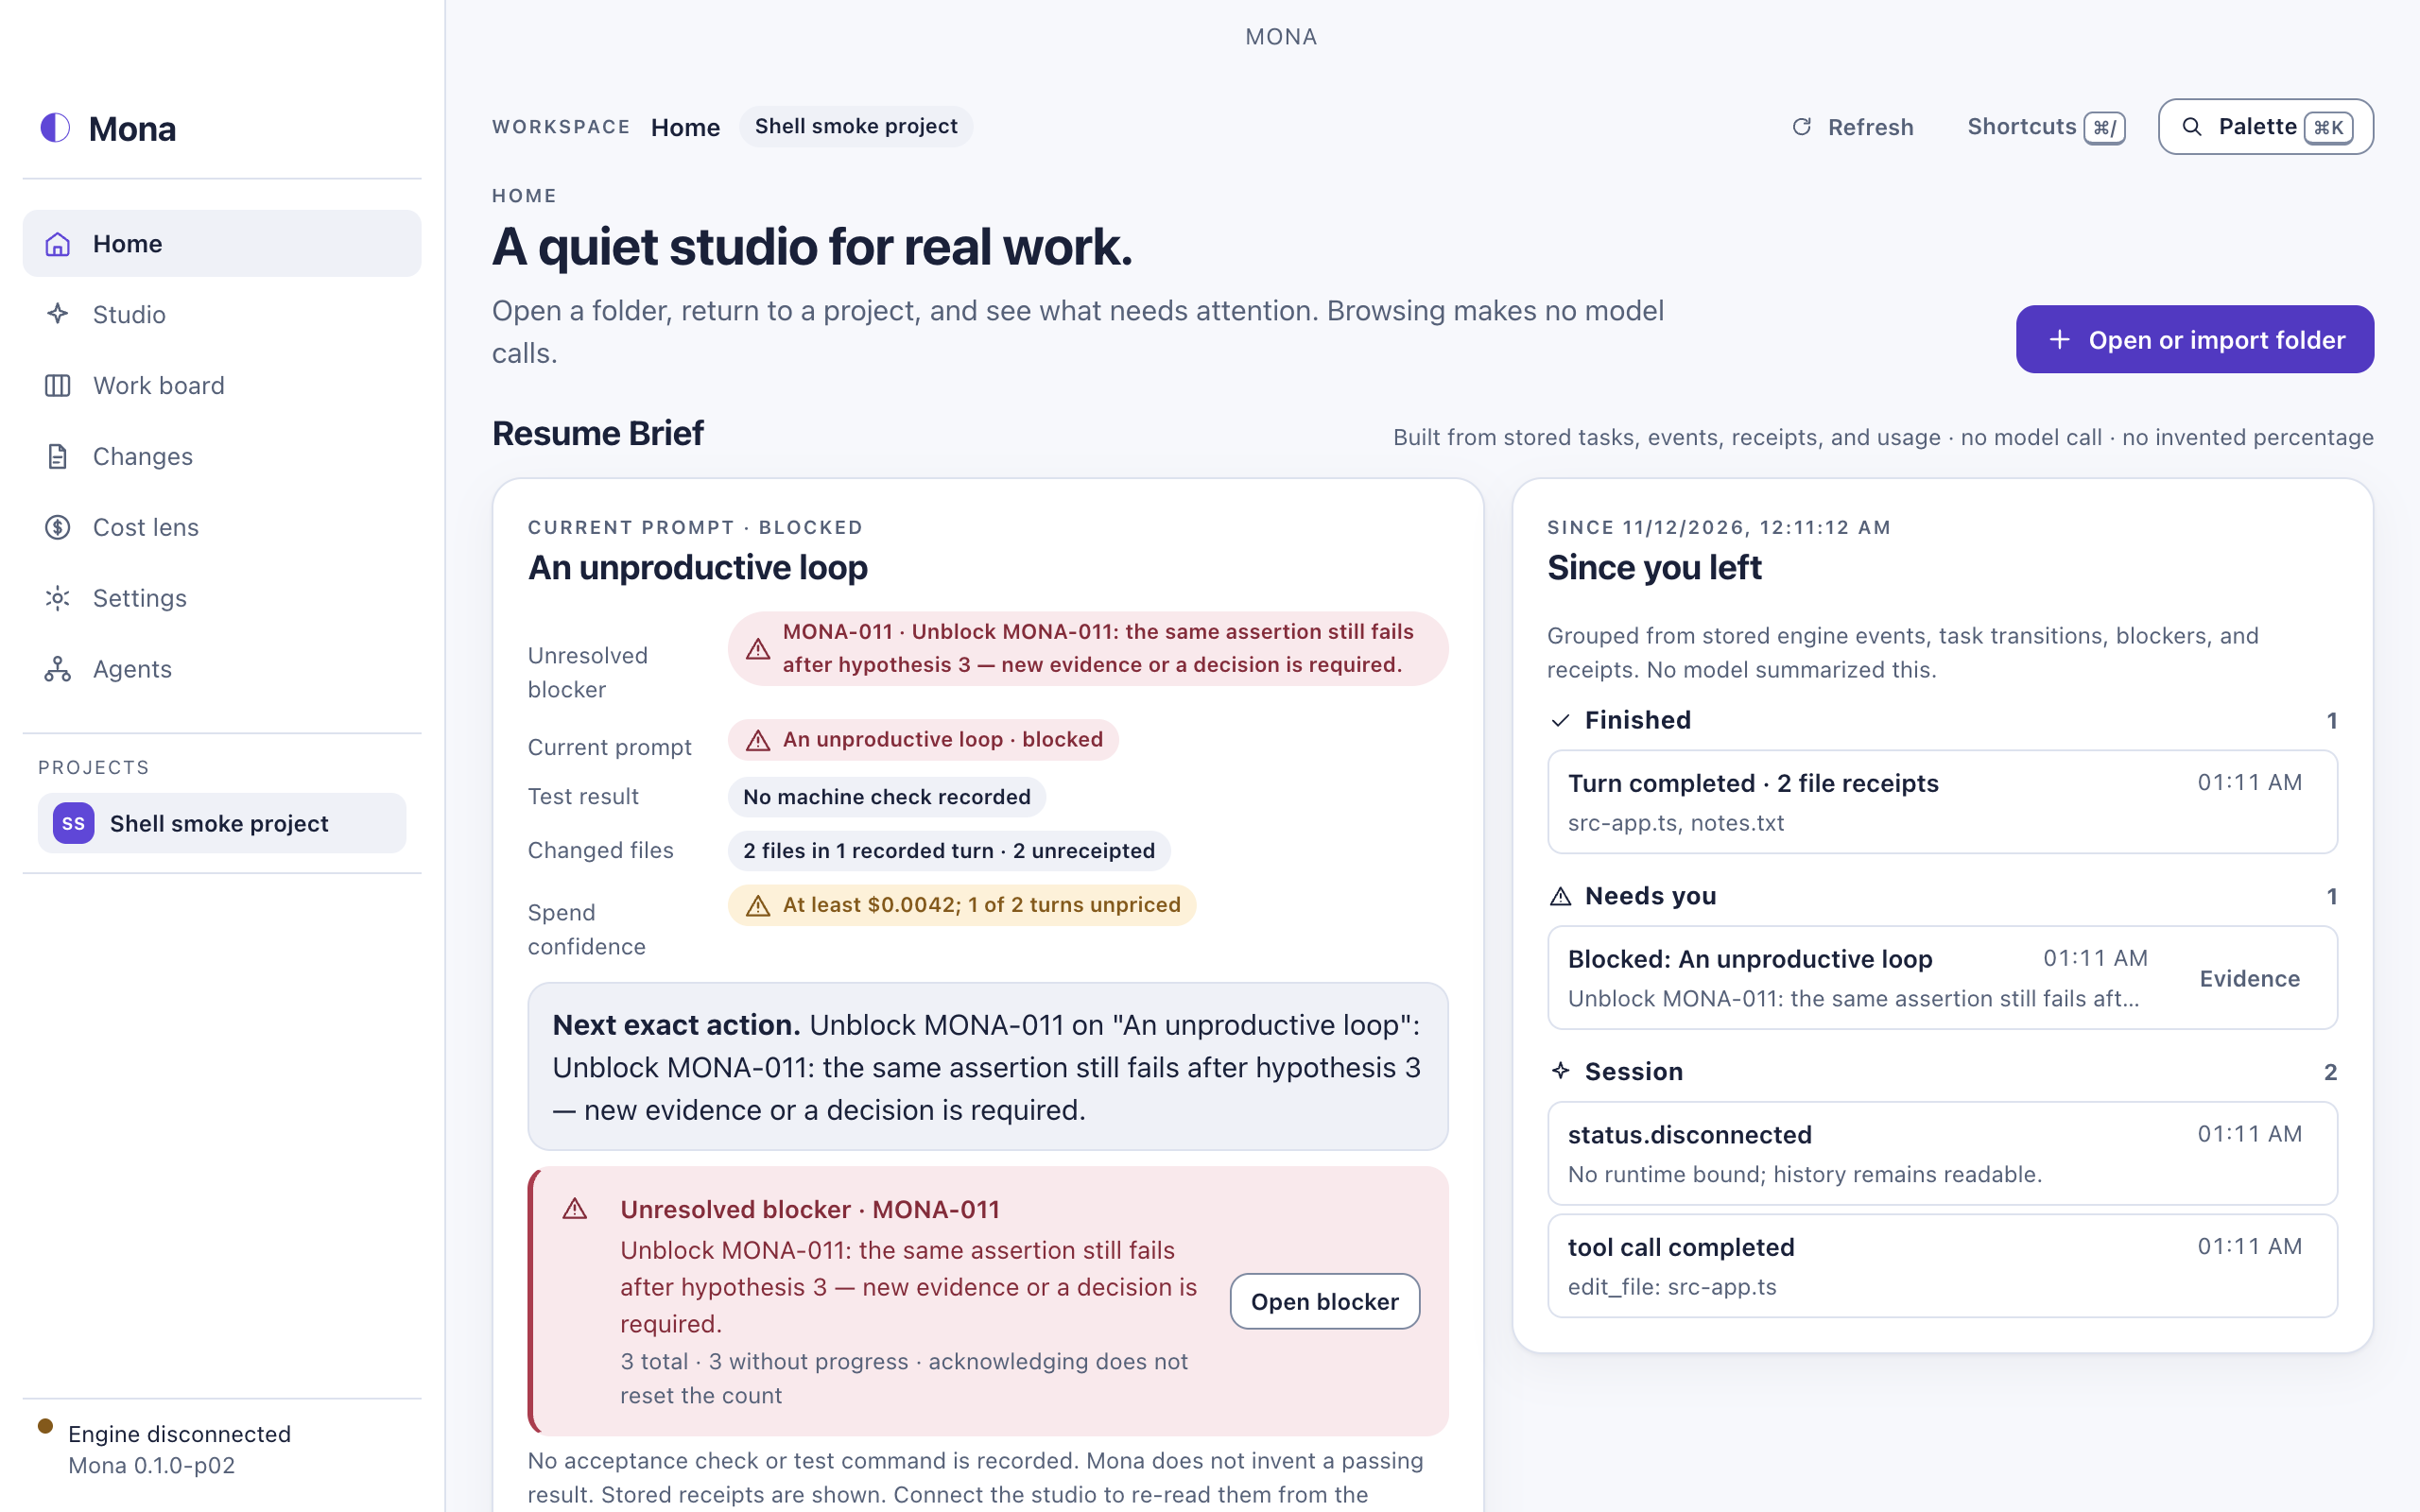 MONA
Mona
Home
Studio
Work board
Changes
Cost lens
Settings
Agents
PROJECTS
SS Shell smoke project
Engine disconnected
Mona 0.1.0-p02
WORKSPACE Home Shell smoke project
Refresh Shortcuts ⌘/ Palette ⌘K
HOME
A quiet studio for real work.
Open a folder, return to a project, and see what needs attention. Browsing makes no model
calls.
Open or import folder
Resume Brief
Built from stored tasks, events, receipts, and usage · no model call · no invented percentage
CURRENT PROMPT · BLOCKED
An unproductive loop
Unresolved
blocker
MONA-011 · Unblock MONA-011: the same assertion still fails
after hypothesis 3 — new evidence or a decision is required.
Current prompt
An unproductive loop · blocked
Test result
No machine check recorded
Changed files
2 files in 1 recorded turn · 2 unreceipted
Spend
confidence
At least $0.0042; 1 of 2 turns unpriced
Next exact action. Unblock MONA-011 on "An unproductive loop":
Unblock MONA-011: the same assertion still fails after hypothesis 3
— new evidence or a decision is required.
Unresolved blocker · MONA-011
Unblock MONA-011: the same assertion still fails
after hypothesis 3 — new evidence or a decision is
required.
3 total · 3 without progress · acknowledging does not
reset the count
Open blocker
No acceptance check or test command is recorded. Mona does not invent a passing
result. Stored receipts are shown. Connect the studio to re-read them from the
SINCE 11/12/2026, 12:11:12 AM
Since you left
Grouped from stored engine events, task transitions, blockers, and
receipts. No model summarized this.
Finished 1
Turn completed · 2 file receipts 01:11 AM
src-app.ts, notes.txt
Needs you 1
Blocked: An unproductive loop 01:11 AM
Unblock MONA-011: the same assertion still fails aft...
Evidence
Session 2
status.disconnected 01:11 AM
No runtime bound; history remains readable.
tool call completed 01:11 AM
edit_file: src-app.ts